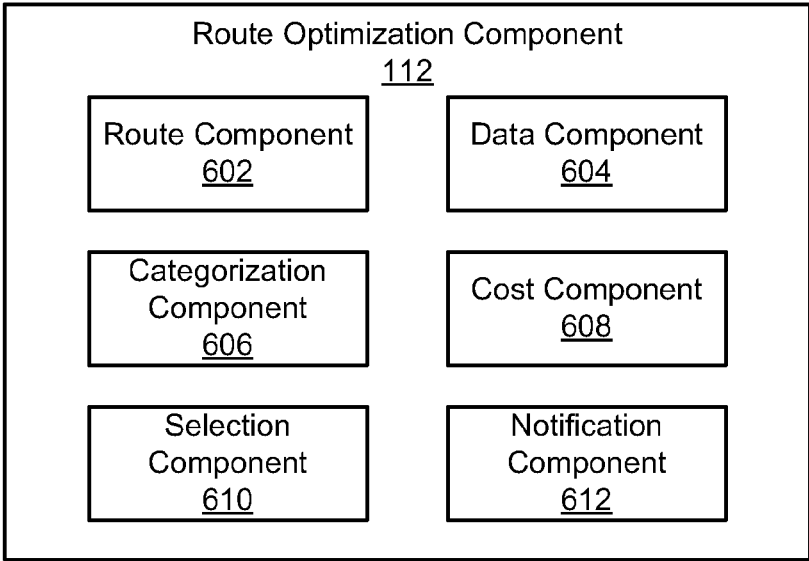 Route Optimization Component
112
Route Component
602
Data Component
604
Categorization
Component
606
Cost Component
608
Selection
Component
610
Notification
Component
612